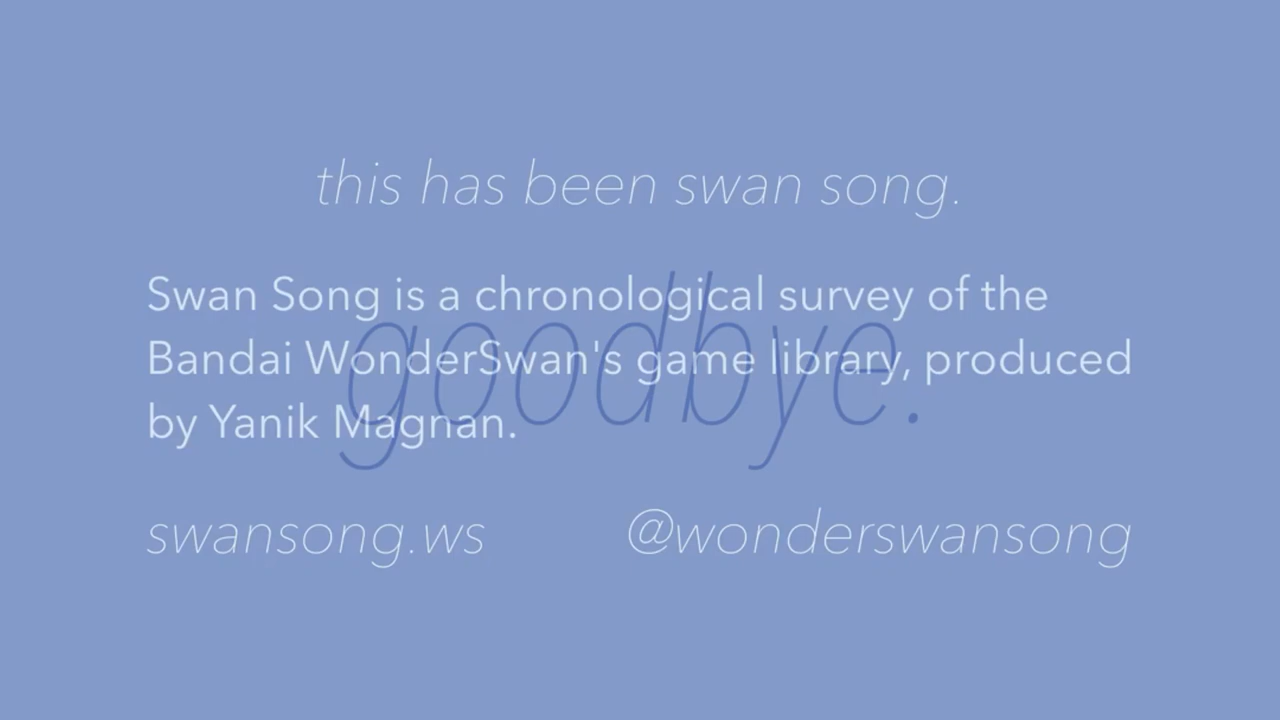 this has been swan song.
Swan Song is a chronological survey of the
Bandai WonderSwan's game library, produced
by Yanik Magnan.
goodbye.
swansong.ws
@wonderswansong